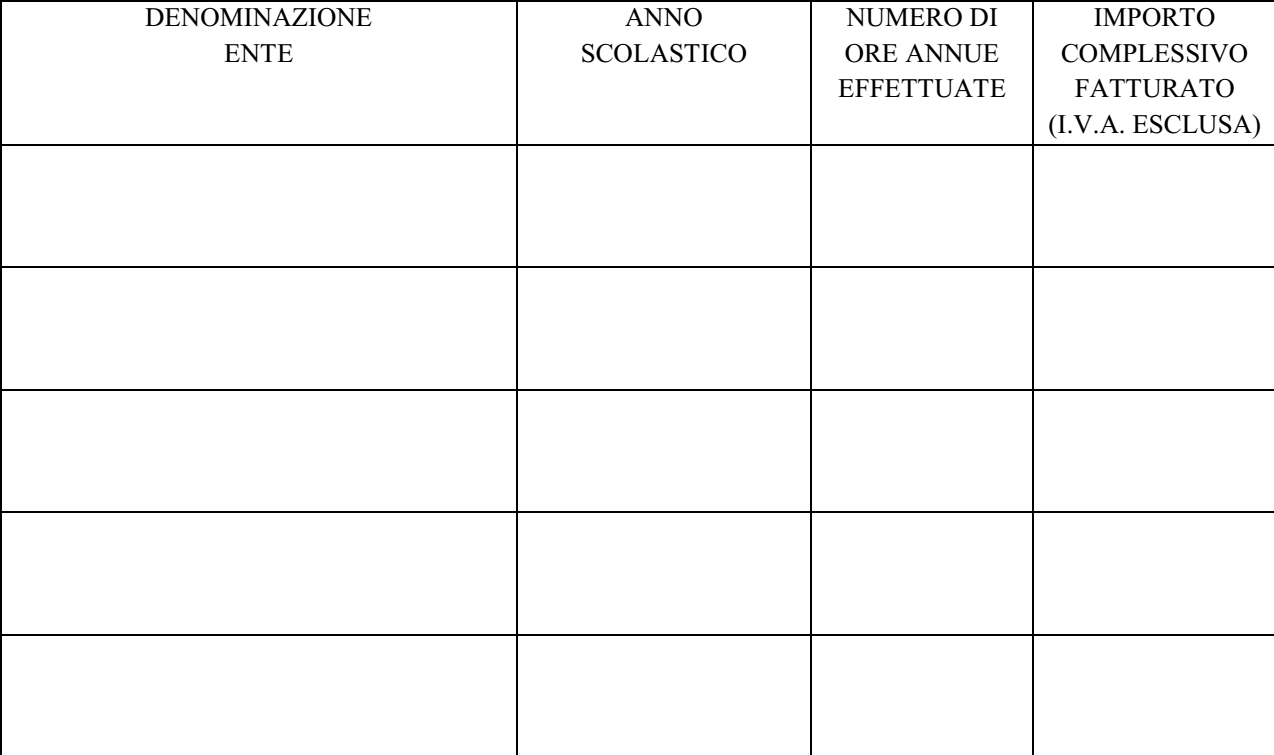 DENOMINAZIONE
ENTE
ANNO
SCOLASTICO
NUMERO DI
ORE ANNUE
EFFETTUATE
IMPORTO
COMPLESSIVO
FATTURATO
(I.V.A. ESCLUSA)